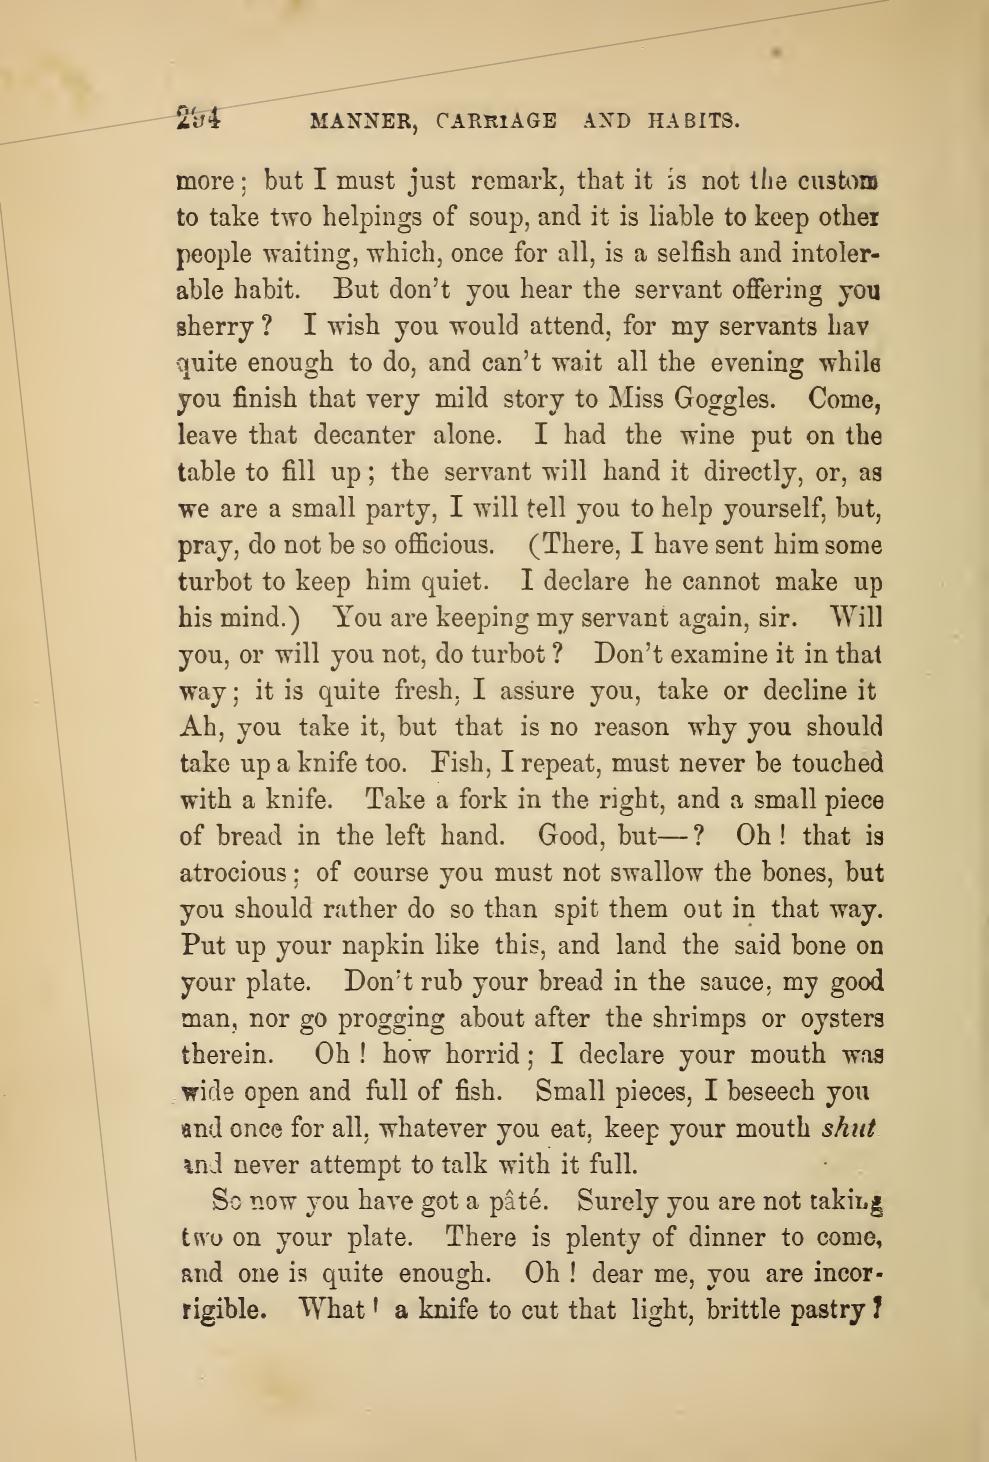 294 MANNER, CARRIAGE AND HABITS.
more; but I must just remark, that it is not the custom
to take two helpings of soup, and it is liable to keep other
people waiting, which, once for all, is a selfish and intoler-
able habit. But don't you hear the servant offering you
sherry? I wish you would attend, for my servants hav
quite enough to do, and can't wait all the evening while
you finish that very mild story to Miss Goggles. Come,
leave that decanter alone. I had the wine put on the
table to fill up; the servant will hand it directly, or, as
we are a small party, I will tell you to help yourself, but,
pray, do not be so officious. (There, I have sent him some
turbot to keep him quiet. I declare he cannot make up
his mind.) You are keeping my servant again, sir. Will
you, or will you not, do turbot? Don't examine it in that
way; it is quite fresh, I assure you, take or decline it
Ah, you take it, but that is no reason why you should
take up a knife too. Fish, I repeat, must never be touched
with a knife. Take a fork in the right, and a small piece
of bread in the left hand. Good, but—? Oh! that is
atrocious; of course you must not swallow the bones, but
you should rather do so than spit them out in that way.
Put up your napkin like this, and land the said bone on
your plate. Don't rub your bread in the sauce, my good
man, nor go progging about after the shrimps or oysters
therein. Oh! how horrid; I declare your mouth was
wide open and full of fish. Small pieces, I beseech you
and once for all, whatever you eat, keep your mouth shut
and never attempt to talk with it full.
So now you have got a pâté. Surely you are not taking
two on your plate. There is plenty of dinner to come,
and one is quite enough. Oh! dear me, you are incor-
rigible. What! a knife to cut that light, brittle pastry?